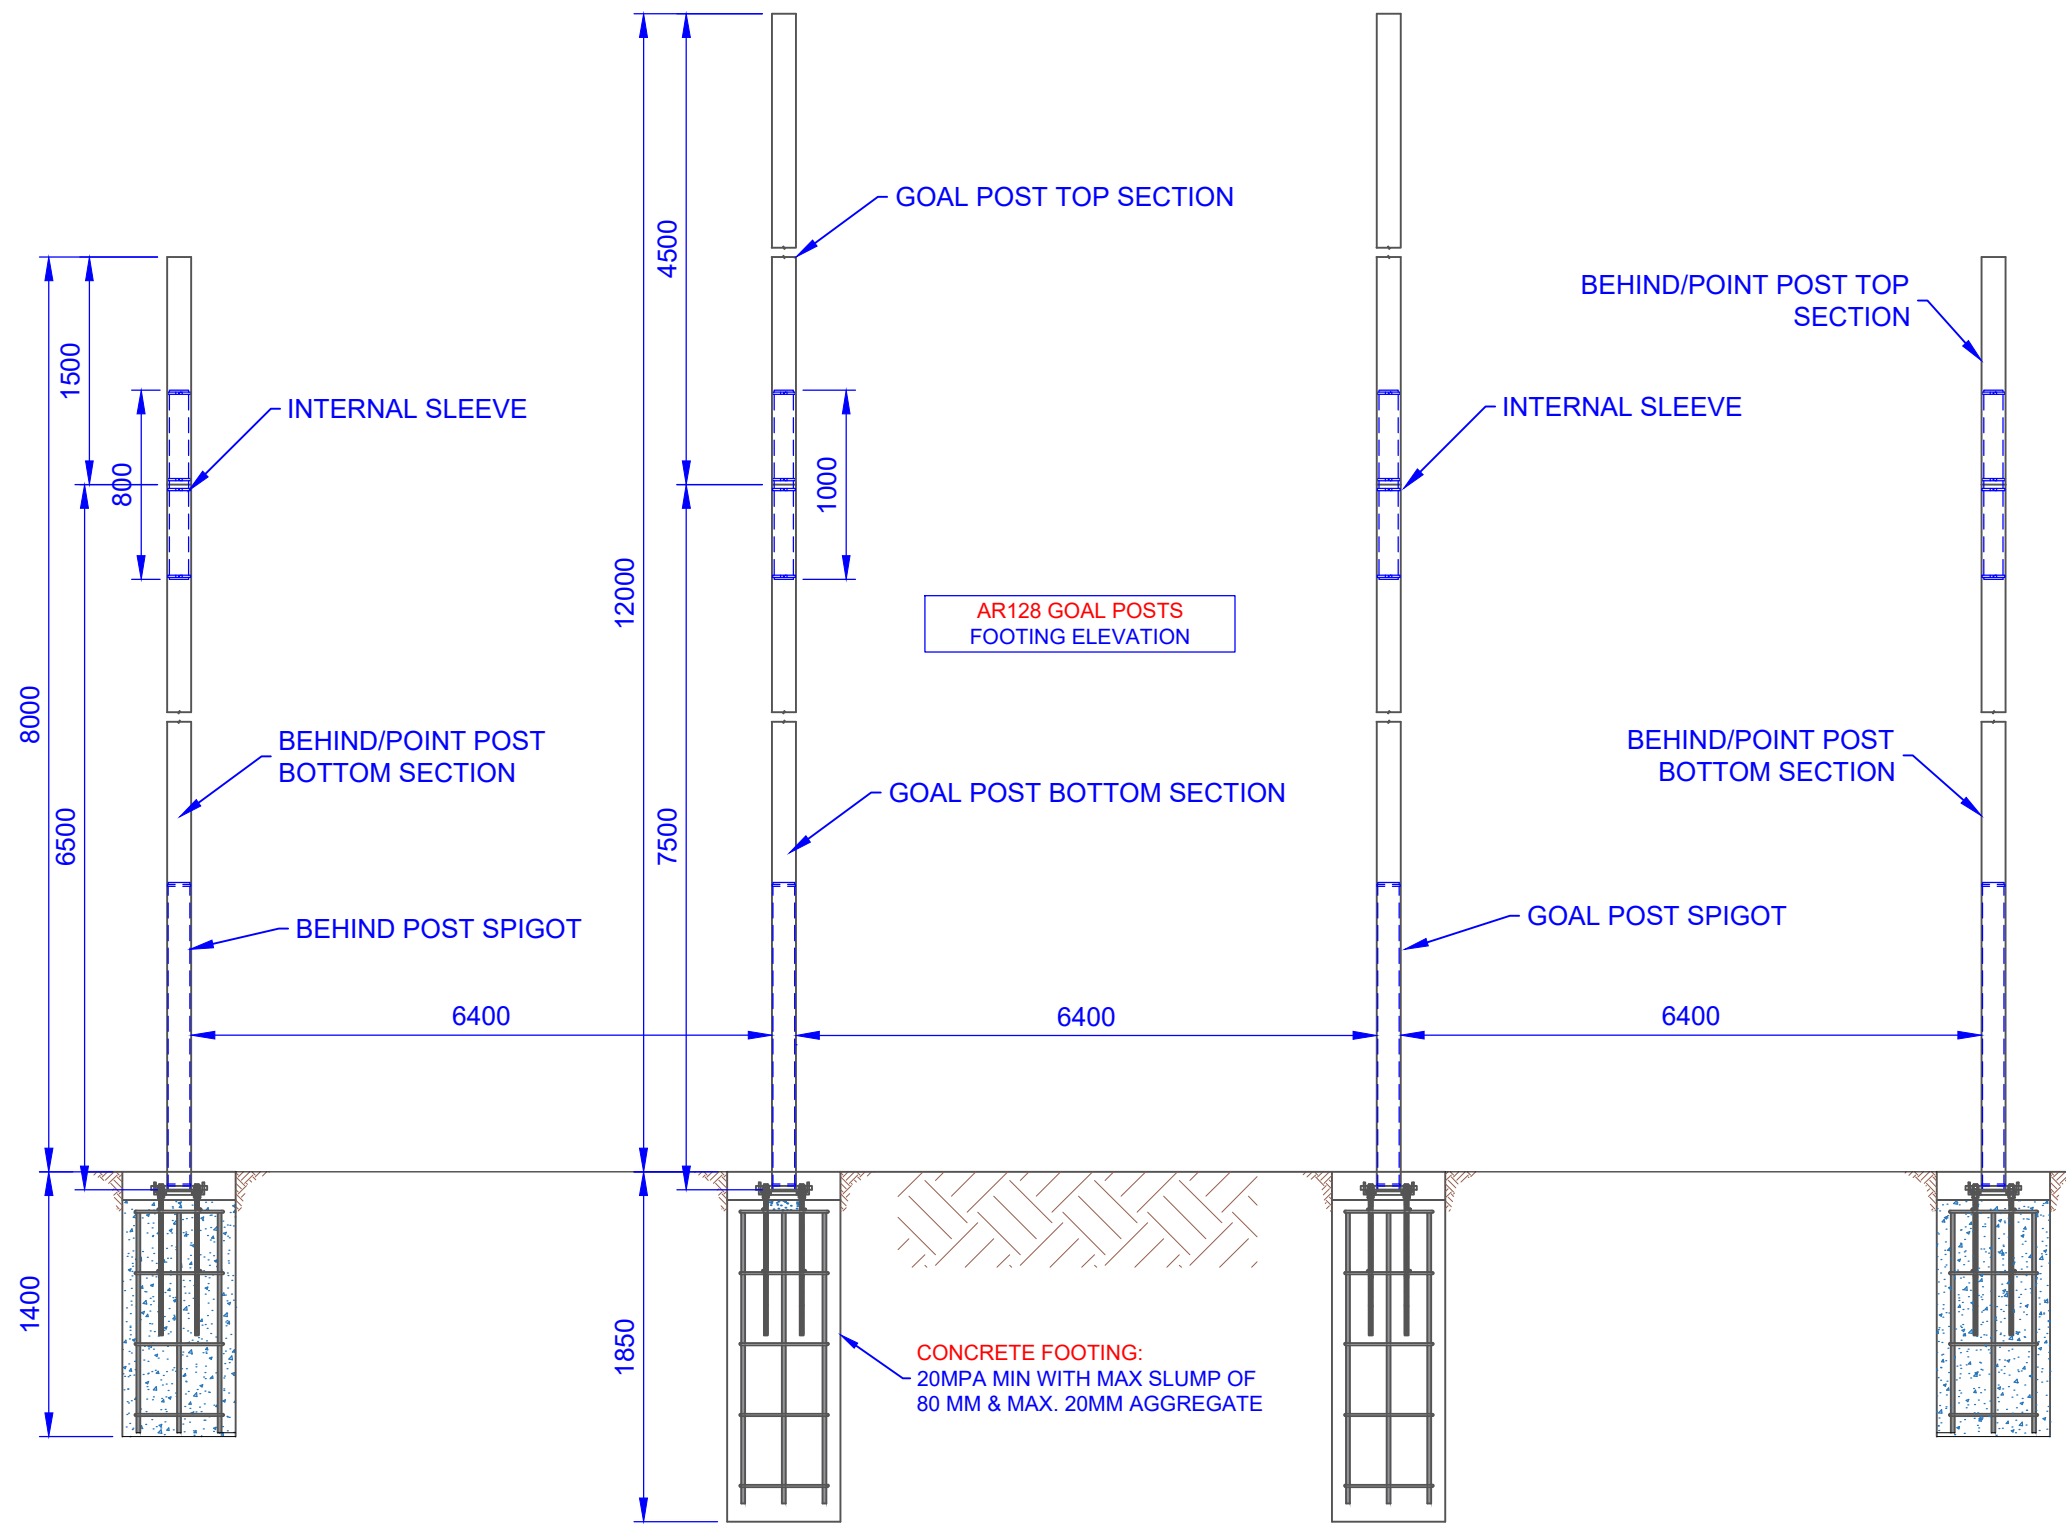 GOAL POST TOP SECTION
4500
BEHIND/POINT POST TOP
SECTION
1500
INTERNAL SLEEVE
INTERNAL SLEEVE
800
1000
12000
AR128 GOAL POSTS
FOOTING ELEVATION
8000
BEHIND/POINT POST
BOTTOM SECTION
BEHIND/POINT POST
BOTTOM SECTION
GOAL POST BOTTOM SECTION
6500
7500
BEHIND POST SPIGOT
GOAL POST SPIGOT
6400
6400
6400
1400
1850
CONCRETE FOOTING:
20MPA MIN WITH MAX SLUMP OF
80 MM & MAX. 20MM AGGREGATE